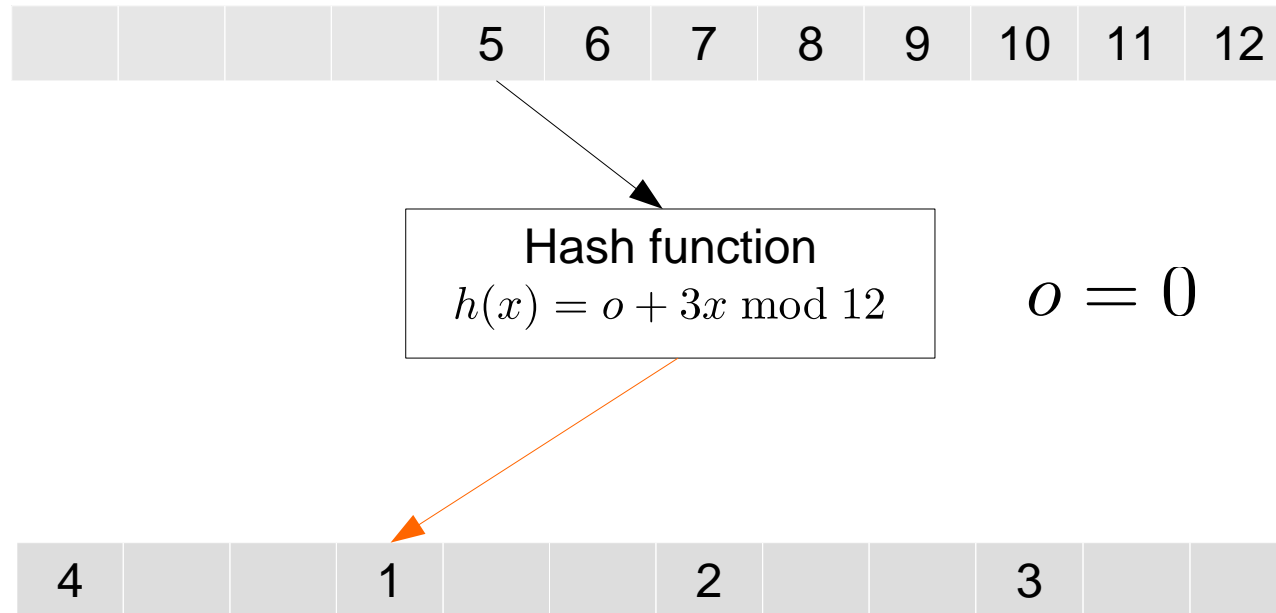 5 6 7 8 9 10 11 12
Hash function
h(x) = o + 3x mod 12
o = 0
4 1 2 3